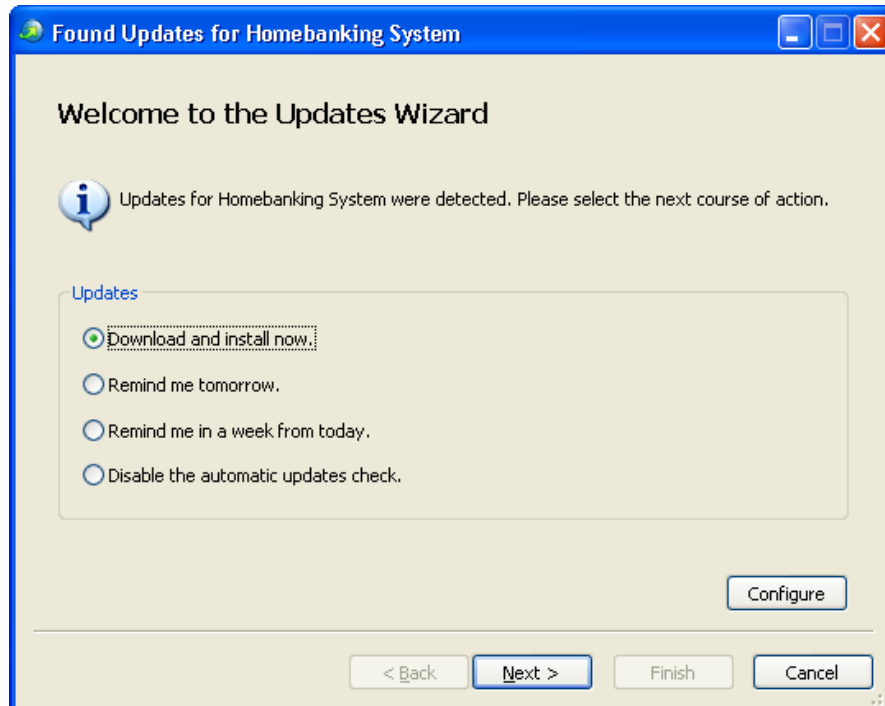 Found Updates for Homebanking System
Welcome to the Updates Wizard
Updates for Homebanking System were detected. Please select the next course of action.
Updates
Download and install now.
Remind me tomorrow.
Remind me in a week from today.
Disable the automatic updates check.
Configure
< Back Next > Finish Cancel